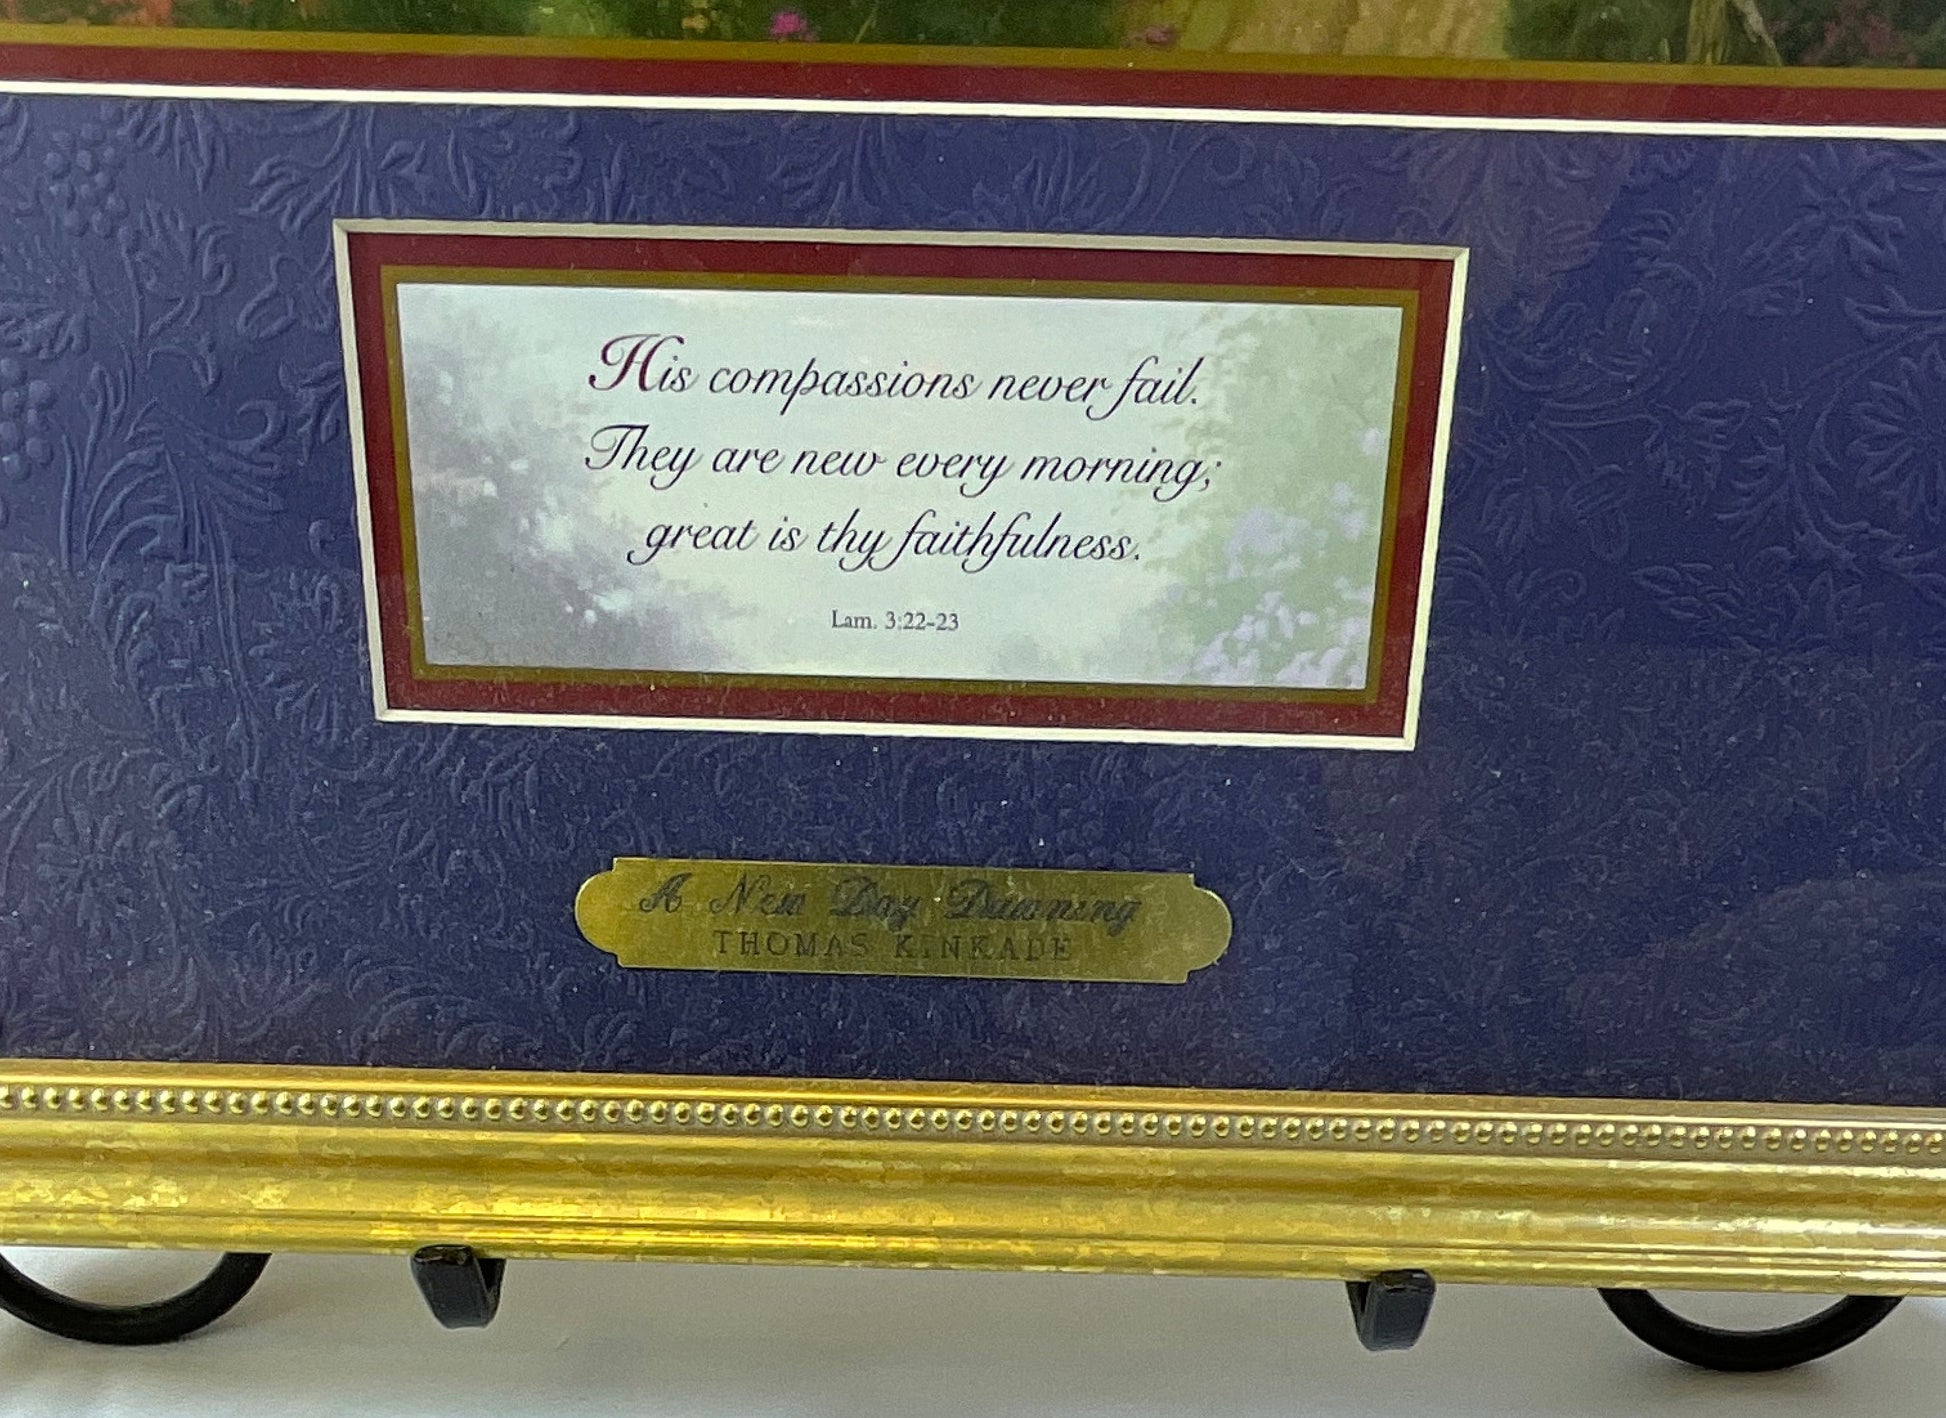 His compassions never fail.
They are new every morning;
great is thy faithfulness.
Lam. 3:22-23
A New Day Dawning
THOMAS KINKADE